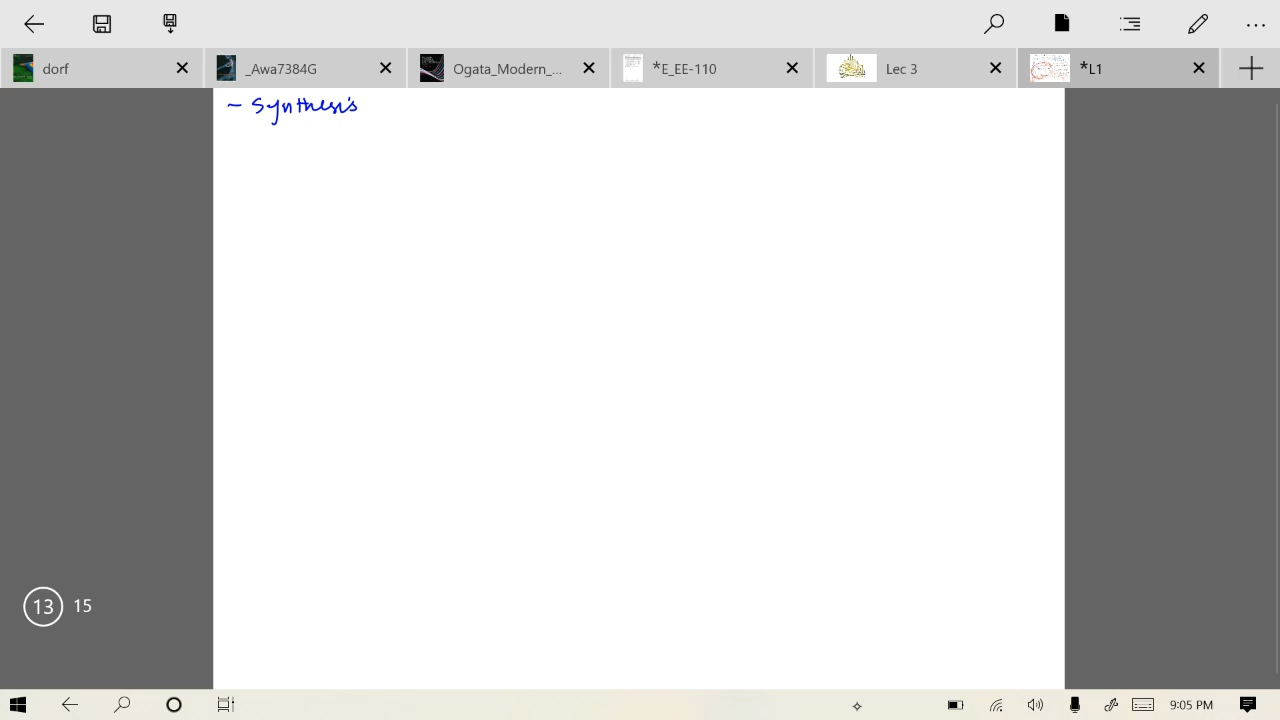 dorf
_Awa7384G
Ogata_Modern_...
*E_EE-110
Lec 3
*L1
- Synthesis
13 15
9:05 PM